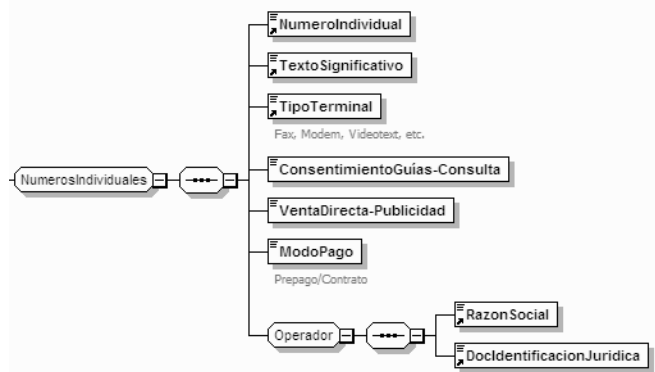 NumeroIndividual
TextoSignificativo
TipoTerminal
Fax, Modem, Videotext, etc.
NumerosIndividuales
ConsentimientoGuías-Consulta
VentaDirecta-Publicidad
ModoPago
Prepago/Contrato
Operador
RazonSocial
DocIdentificacionJuridica